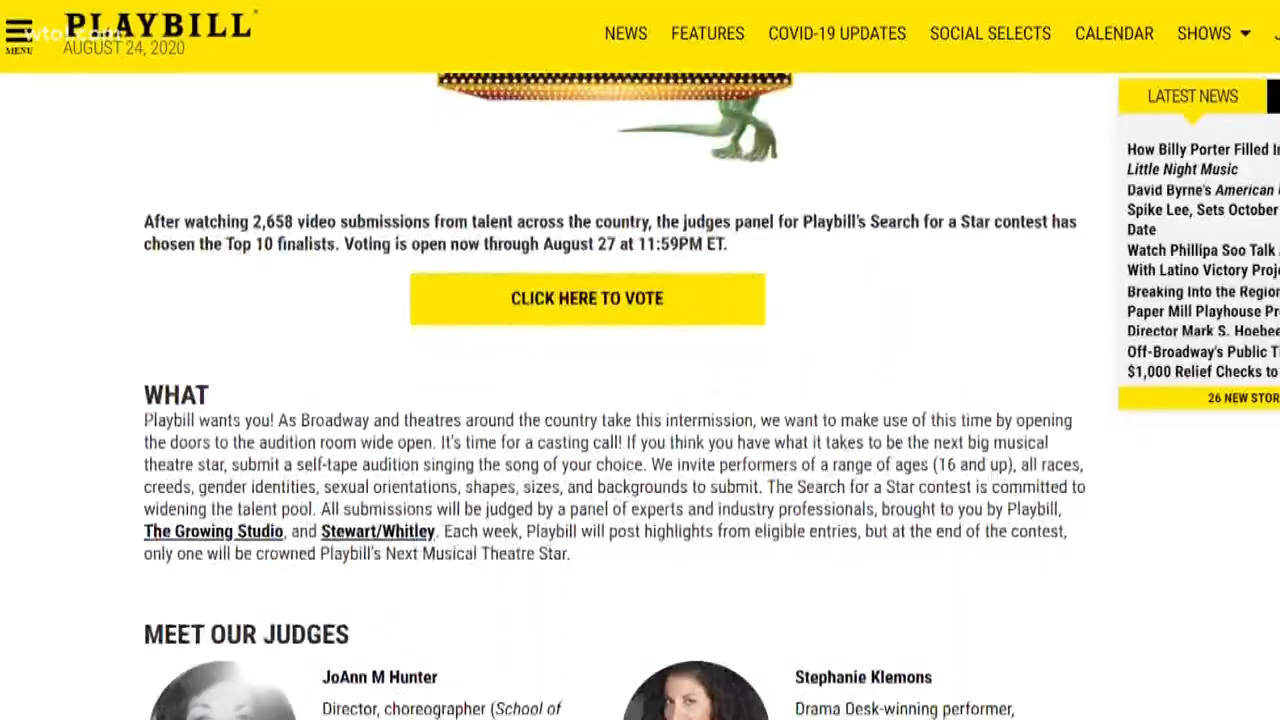 PLAYBILL
wtol.com
MENU
AUGUST 24, 2020
NEWS FEATURES COVID-19 UPDATES SOCIAL SELECTS CALENDAR SHOWS
LATEST NEWS
How Billy Porter Filled
Little Night Music
David Byrne's American
Spike Lee, Sets October
Date
Watch Phillipa Soo Talk
With Latino Victory
Breaking Into the
Paper Mill Playhouse
Director Mark S.
Off-Broadway's Public
$1,000 Relief Checks to
26 NEW
After watching 2,658 video submissions from talent across the country, the judges panel for Playbill's Search for a Star contest has
chosen the Top 10 finalists. Voting is open now through August 27 at 11:59PM ET.
CLICK HERE TO VOTE
WHAT
Playbill wants you! As Broadway and theatres around the country take this intermission, we want to make use of this time by opening
the doors to the audition room wide open. It's time for a casting call! If you think you have what it takes to be the next big musical
theatre star, submit a self-tape audition singing the song of your choice. We invite performers of a range of ages (16 and up), all races,
creeds, gender identities, sexual orientations, shapes, sizes, and backgrounds to submit. The Search for a Star contest is committed to
widening the talent pool. All submissions will be judged by a panel of experts and industry professionals, brought to you by Playbill,
The Growing Studio, and Stewart/Whitley. Each week, Playbill will post highlights from eligible entries, but at the end of the contest,
only one will be crowned Playbill's Next Musical Theatre Star.
MEET OUR JUDGES
JoAnn M Hunter
Director, choreographer (School of
Stephanie Klemons
Drama Desk-winning performer,